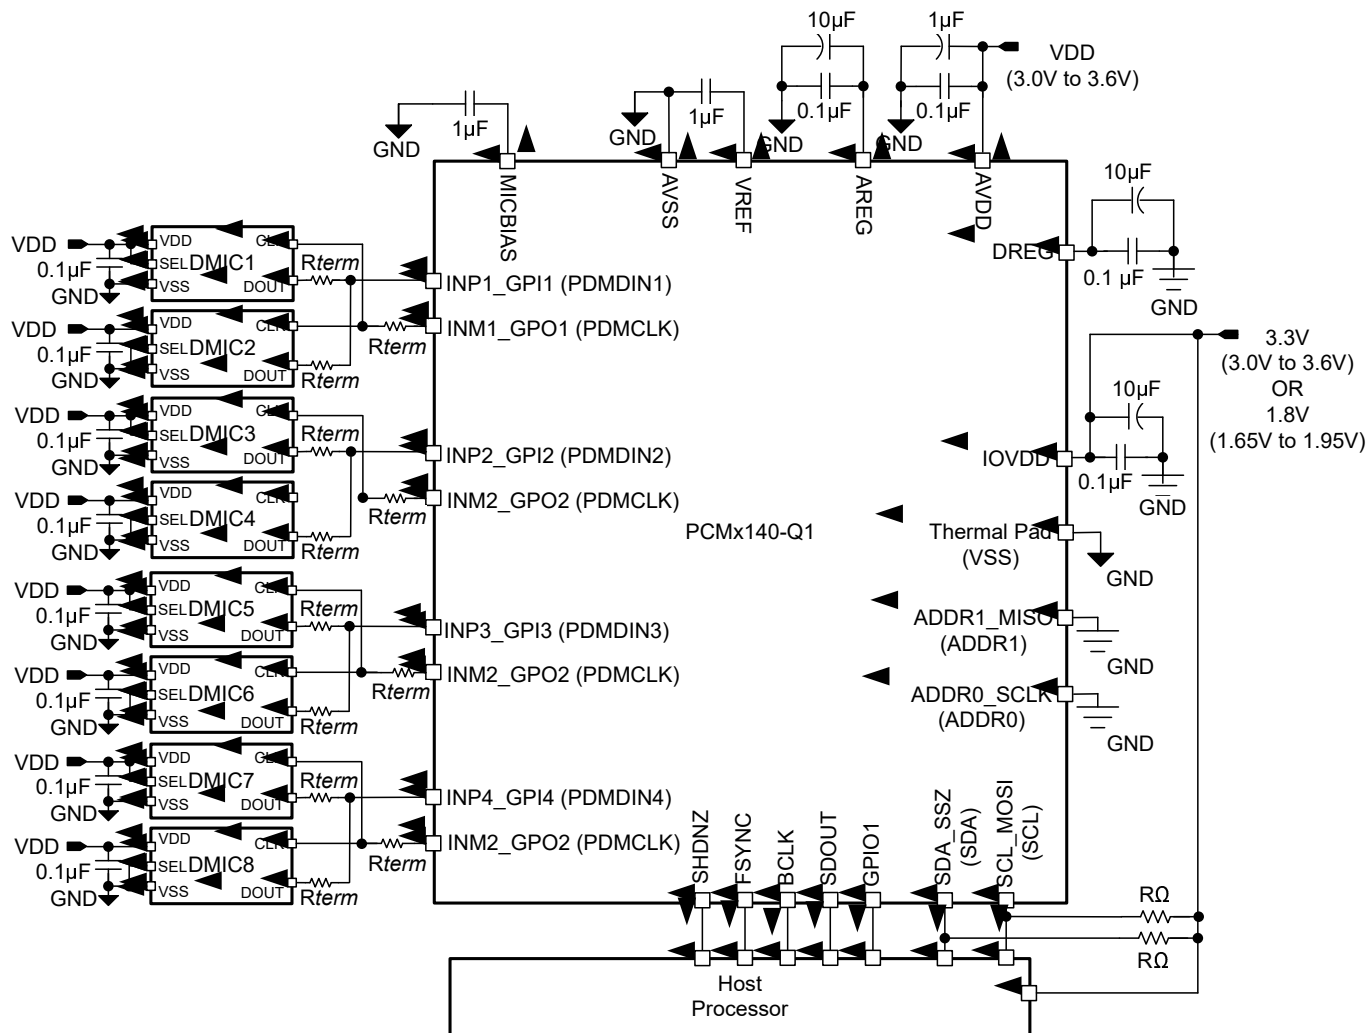 10µF
1µF
VDD
(3.0V to 3.6V)
0.1µF
0.1µF
1µF
1µF
GND
GND
GND
GND
MICBIAS
AVSS
VREF
AREG
AVDD
10µF
DREG
0.1 µF
GND
VDD
0.1µF
GND
VDD
SEL
VSS
DMIC1
CLK
DOUT
Rterm
INP1_GPI1 (PDMDIN1)
VDD
0.1µF
GND
VDD
SEL
VSS
DMIC2
CLK
DOUT
Rterm
Rterm
INM1_GPO1 (PDMCLK)
3.3V
(3.0V to 3.6V)
OR
1.8V
(1.65V to 1.95V)
10µF
IOVDD
0.1µF
GND
VDD
0.1µF
GND
VDD
SEL
VSS
DMIC3
CLK
DOUT
Rterm
INP2_GPI2 (PDMDIN2)
VDD
0.1µF
GND
VDD
SEL
VSS
DMIC4
CLK
DOUT
Rterm
Rterm
INM2_GPO2 (PDMCLK)
PCMx140-Q1
Thermal Pad
(VSS)
GND
VDD
0.1µF
GND
VDD
SEL
VSS
DMIC5
CLK
DOUT
Rterm
INP3_GPI3 (PDMDIN3)
ADDR1_MISO
(ADDR1)
GND
VDD
0.1µF
GND
VDD
SEL
VSS
DMIC6
CLK
DOUT
Rterm
Rterm
INM2_GPO2 (PDMCLK)
ADDR0_SCLK
(ADDR0)
GND
VDD
0.1µF
GND
VDD
SEL
VSS
DMIC7
CLK
DOUT
Rterm
INP4_GPI4 (PDMDIN4)
VDD
0.1µF
GND
VDD
SEL
VSS
DMIC8
CLK
DOUT
Rterm
Rterm
INM2_GPO2 (PDMCLK)
SHDNZ
FSYNC
BCLK
SDOUT
GPIO1
SDA_SSZ
(SDA)
SCL_MOSI
(SCL)
RΩ
RΩ
Host
Processor